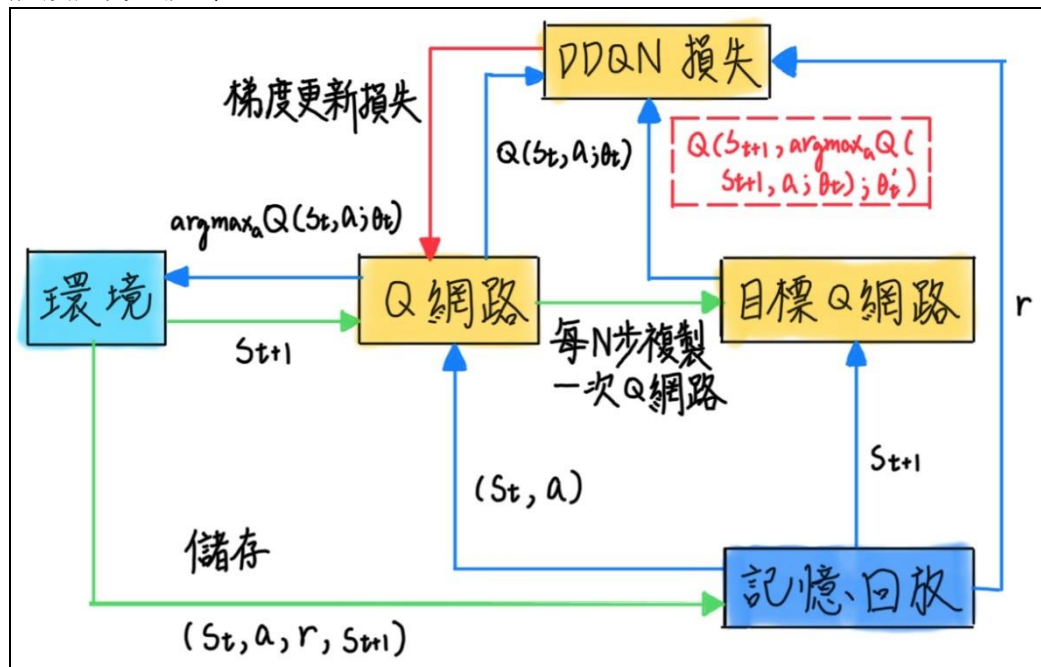 DDQN 損失
梯度更新損失
Q(St,a;θt)
Q(St+1,argmaxaQ(
St+1,a;θt);θt')
argmaxaQ(St,a;θt)
環境
Q 網路
目標Q網路
r
St+1
每N步複製
一次Q網路
St+1
(St,a)
儲存
記憶、回放
(St,a,r,St+1)